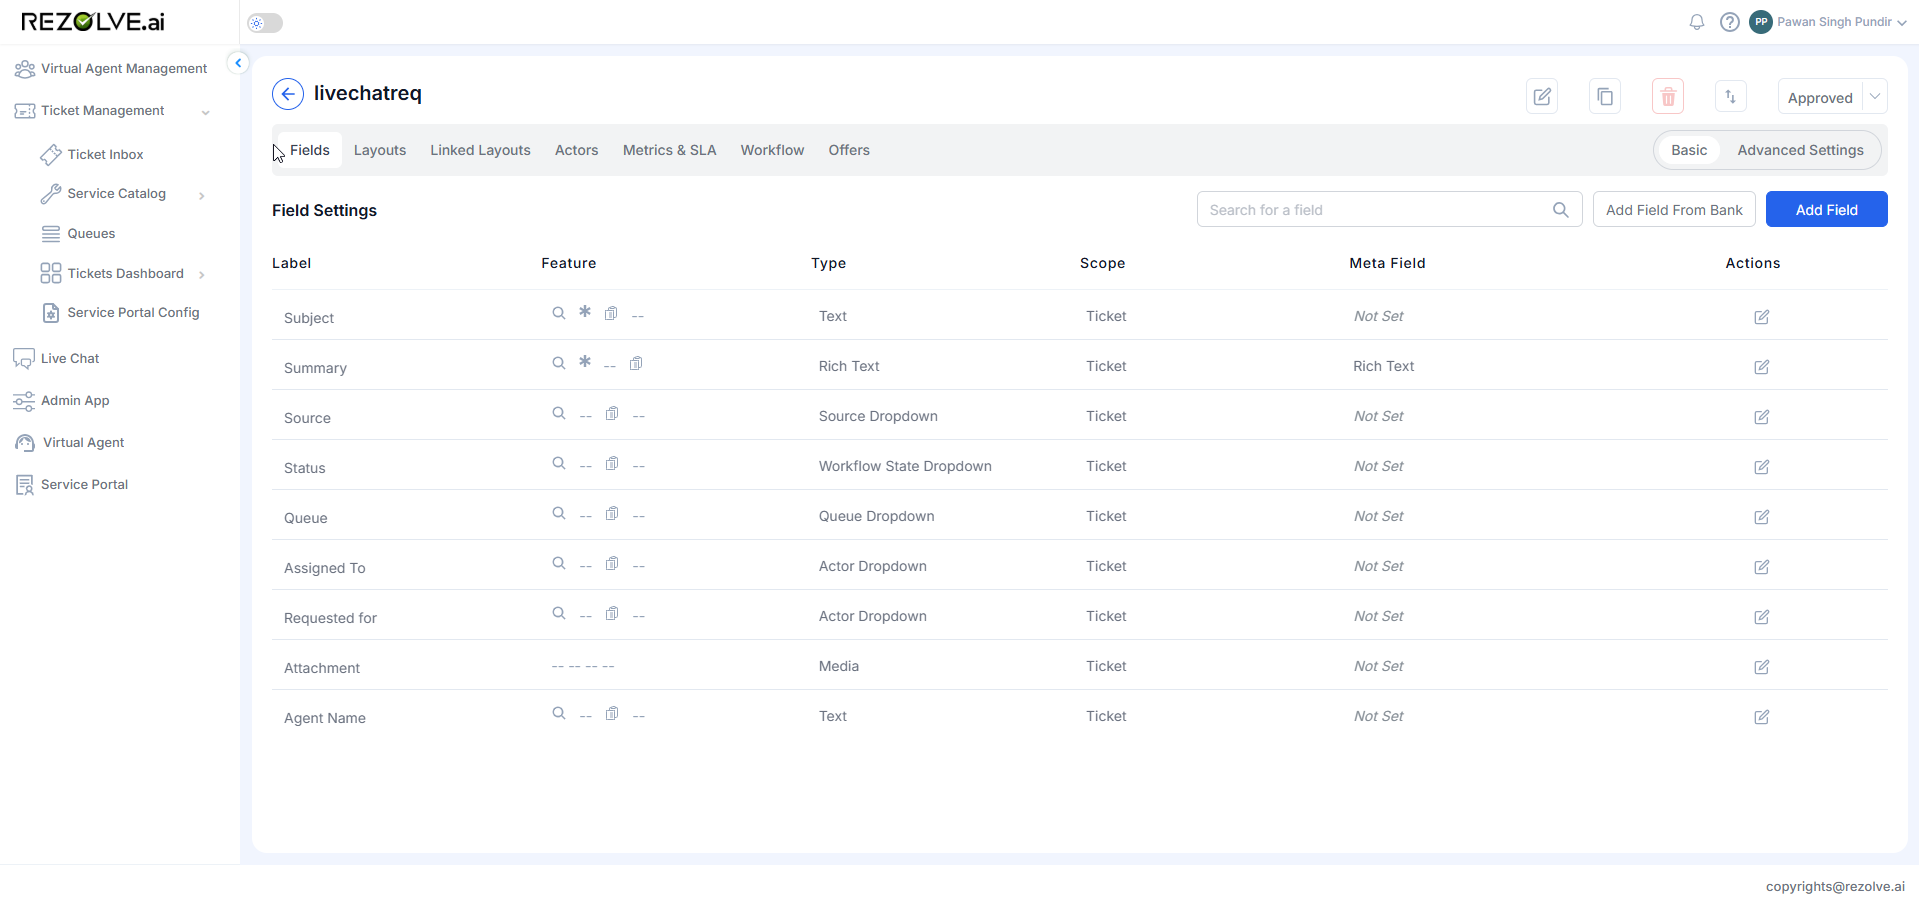 REZOLVE.ai
PP Pawan Singh Pundir
Virtual Agent Management
Ticket Management
Ticket Inbox
Service Catalog
Queues
Tickets Dashboard
Service Portal Config
Live Chat
Admin App
Virtual Agent
Service Portal
livechatreq
Approved
Fields Layouts Linked Layouts Actors Metrics & SLA Workflow Offers Basic Advanced Settings
Field Settings Search for a field Add Field From Bank Add Field
Label Feature Type Scope Meta Field Actions
Subject * -- Text Ticket Not Set
Summary * -- Rich Text Ticket Rich Text
Source -- -- Source Dropdown Ticket Not Set
Status -- -- Workflow State Dropdown Ticket Not Set
Queue -- -- Queue Dropdown Ticket Not Set
Assigned To -- -- Actor Dropdown Ticket Not Set
Requested for -- -- Actor Dropdown Ticket Not Set
Attachment -- -- -- -- Media Ticket Not Set
Agent Name -- -- Text Ticket Not Set
copyrights@rezolve.ai